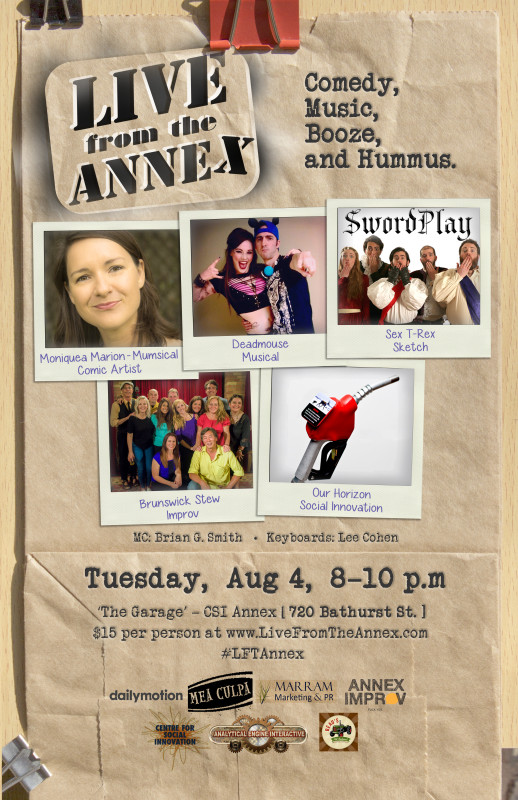 LIVE
from the
ANNEX
Comedy,
Music,
Booze,
and Hummus.
Moniquea Marion-Mumsical
Comic Artist
Deadmouse
Musical
SwordPlay
Sex T-Rex
Sketch
Brunswick Stew
Improv
Our Horizon
Social Innovation
MC: Brian G. Smith • Keyboards: Lee Cohen
Tuesday, Aug 4, 8-10 p.m
'The Garage' - CSI Annex [ 720 Bathurst St. ]
$15 per person at www.LiveFromTheAnnex.com
#LFTAnnex
dailymotion
MEA CULPA
MARRAM
Marketing & PR
ANNEX
IMPROV
CENTRE FOR
SOCIAL
INNOVATION
ANALYTICAL ENGINE INTERACTIVE